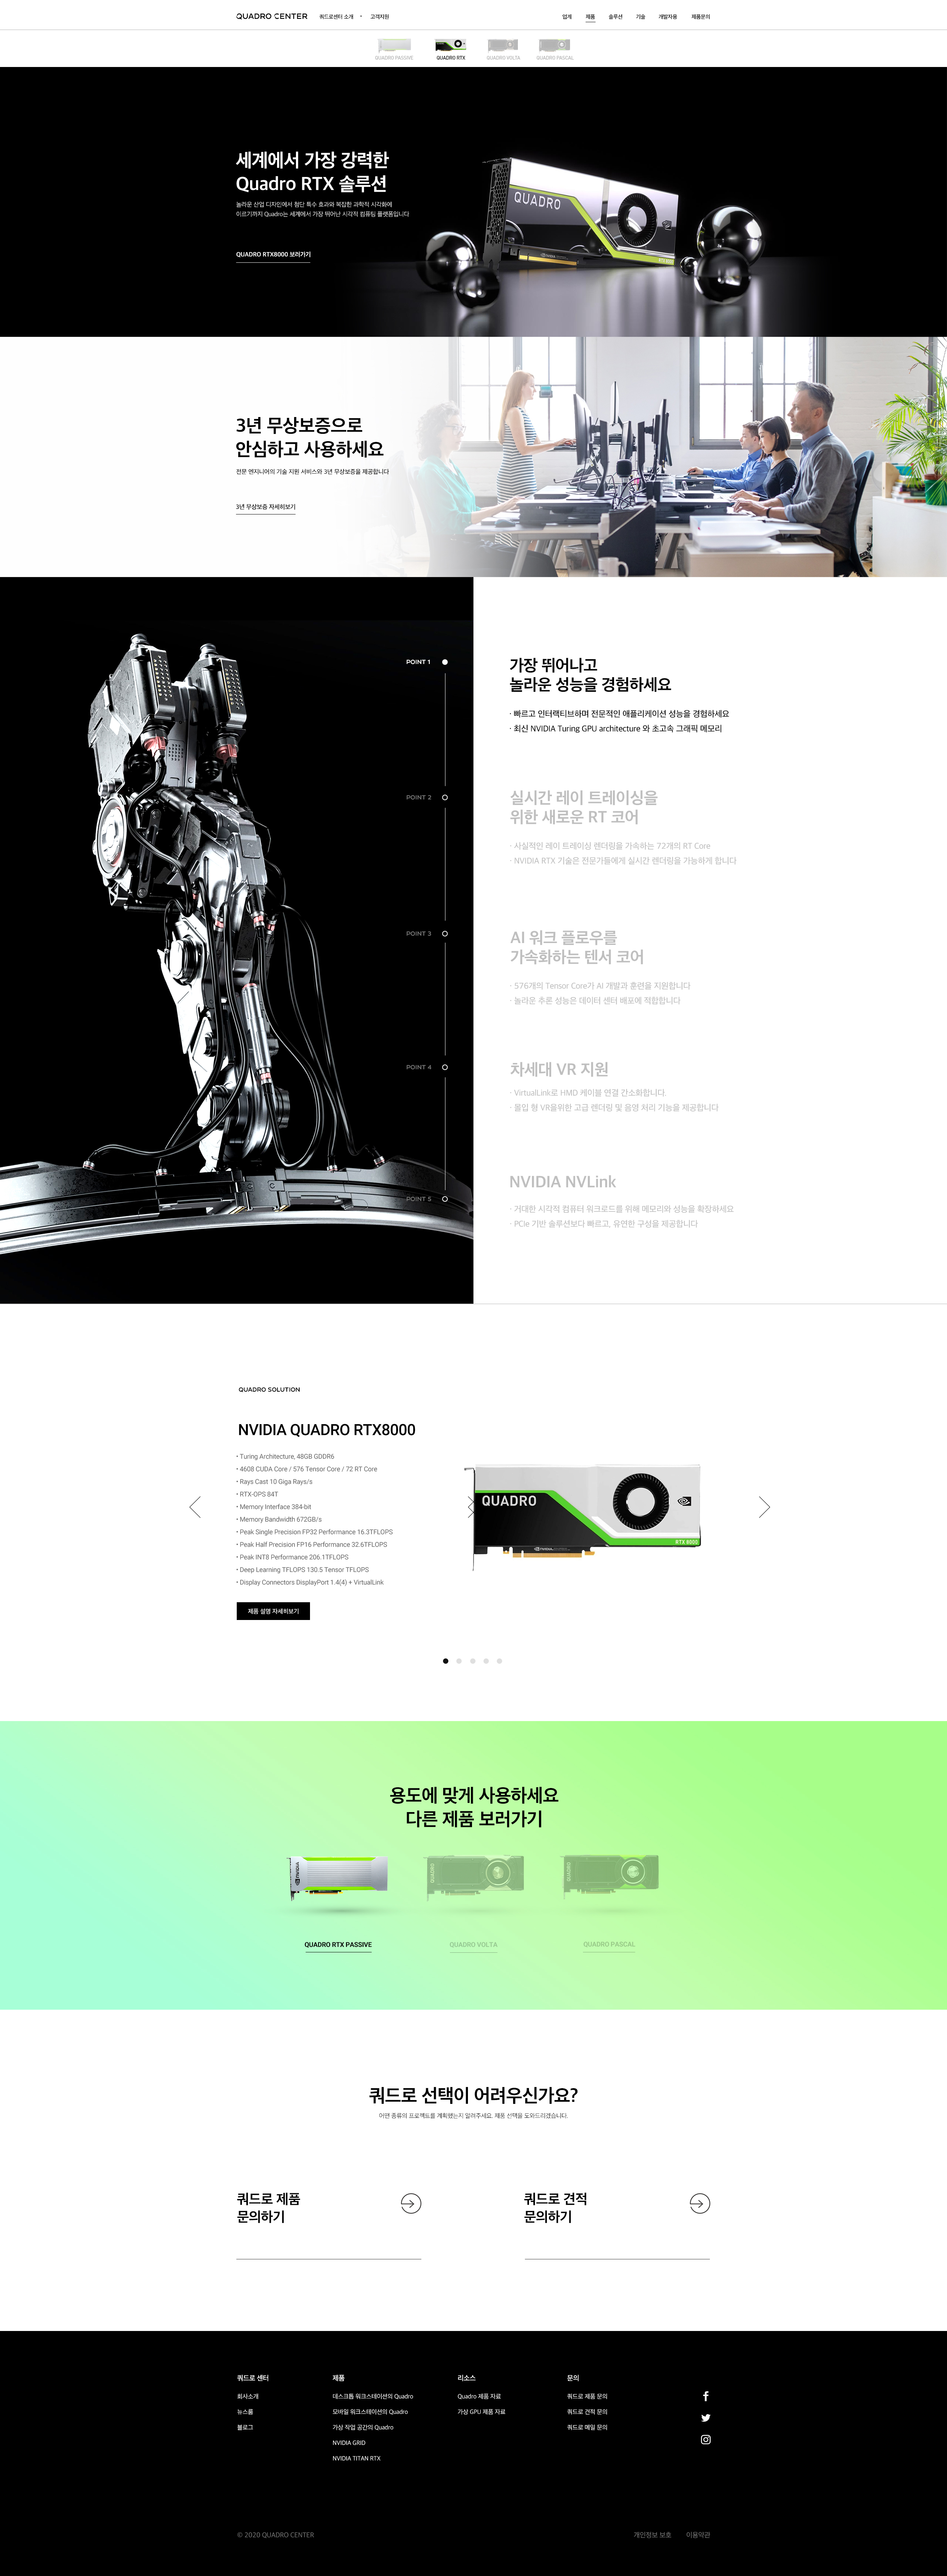 QUADRO CENTER 쿼드로센터 소개 고객지원 업계 제품 솔루션 기술 개발자용 제품문의
QUADRO PASSIVE QUADRO RTX QUADRO VOLTA QUADRO PASCAL
세계에서 가장 강력한
Quadro RTX 솔루션
놀라운 산업 디자인에서 첨단 특수 효과와 복잡한 과학적 시각화에
이르기까지 Quadro는 세계에서 가장 뛰어난 시각적 컴퓨팅 플랫폼입니다
QUADRO RTX8000 보러가기
QUADRO
3년 무상보증으로
안심하고 사용하세요
전문 엔지니어의 기술 지원 서비스와 3년 무상보증을 제공합니다
3년 무상보증 자세히보기
POINT 1
가장 뛰어나고
놀라운 성능을 경험하세요
· 빠르고 인터랙티브하며 전문적인 애플리케이션 성능을 경험하세요
· 최신 NVIDIA Turing GPU architecture 와 초고속 그래픽 메모리
POINT 2
실시간 레이 트레이싱을
위한 새로운 RT 코어
· 사실적인 레이 트레이싱 렌더링을 가속하는 72개의 RT Core
· NVIDIA RTX 기술은 전문가들에게 실시간 렌더링을 가능하게 합니다
POINT 3
AI 워크 플로우를
가속화하는 텐서 코어
· 576개의 Tensor Core가 AI 개발과 훈련을 지원합니다
· 놀라운 추론 성능은 데이터 센터 배포에 적합합니다
POINT 4
차세대 VR 지원
· VirtualLink로 HMD 케이블 연결 간소화합니다.
· 몰입 형 VR을위한 고급 렌더링 및 음영 처리 기능을 제공합니다
POINT 5
NVIDIA NVLink
· 거대한 시각적 컴퓨터 워크로드를 위해 메모리와 성능을 확장하세요
· PCIe 기반 솔루션보다 빠르고, 유연한 구성을 제공합니다
QUADRO SOLUTION
NVIDIA QUADRO RTX8000
• Turing Architecture, 48GB GDDR6
• 4608 CUDA Core / 576 Tensor Core / 72 RT Core
• Rays Cast 10 Giga Rays/s
• RTX-OPS 84T
• Memory Interface 384-bit
• Memory Bandwidth 672GB/s
• Peak Single Precision FP32 Performance 16.3TFLOPS
• Peak Half Precision FP16 Performance 32.6TFLOPS
• Peak INT8 Performance 206.1TFLOPS
• Deep Learning TFLOPS 130.5 Tensor TFLOPS
• Display Connectors DisplayPort 1.4(4) + VirtualLink
QUADRO
NVIDIA
RTX 8000
제품 설명 자세히보기
용도에 맞게 사용하세요
다른 제품 보러가기
NVIDIA
QUADRO
QUADRO
QUADRO RTX PASSIVE QUADRO VOLTA QUADRO PASCAL
쿼드로 선택이 어려우신가요?
어떤 종류의 프로젝트를 계획했는지 알려주세요. 제품 선택을 도와드리겠습니다.
쿼드로 제품
문의하기
쿼드로 견적
문의하기
쿼드로 센터
회사소개
뉴스룸
블로그
제품
데스크톱 워크스테이션의 Quadro
모바일 워크스테이션의 Quadro
가상 작업 공간의 Quadro
NVIDIA GRID
NVIDIA TITAN RTX
리소스
Quadro 제품 자료
가상 GPU 제품 자료
문의
쿼드로 제품 문의
쿼드로 견적 문의
쿼드로 메일 문의
© 2020 QUADRO CENTER 개인정보 보호 이용약관